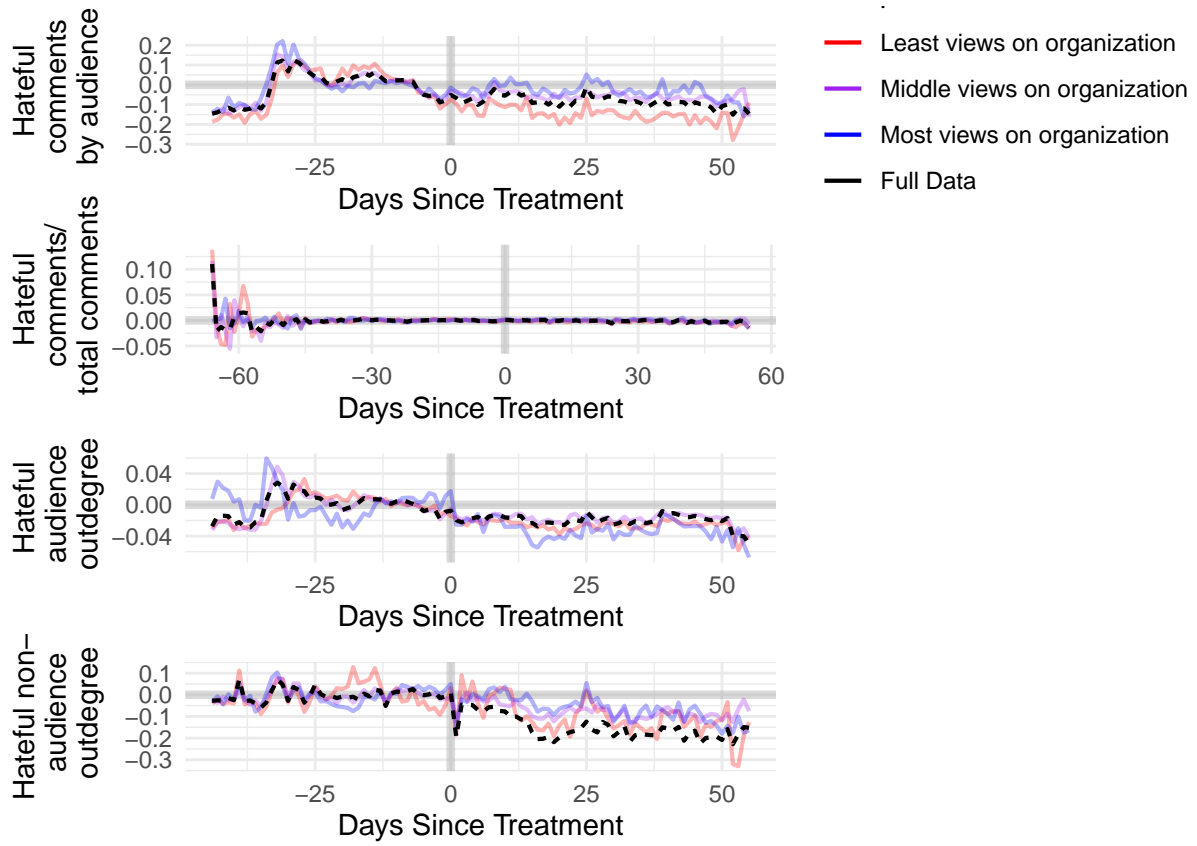 Hateful
comments
by audience
0.2
0.1
0.0
−0.1
−0.2
−0.3
−25
0
25
50
Days Since Treatment
Least views on organization
Middle views on organization
Most views on organization
Full Data
Hateful
comments/
total comments
0.10
0.05
0.00
−0.05
−60
−30
0
30
60
Days Since Treatment
Hateful
audience
outdegree
0.04
0.00
−0.04
−25
0
25
50
Days Since Treatment
Hateful non−
audience
outdegree
0.1
0.0
−0.1
−0.2
−0.3
−25
0
25
50
Days Since Treatment